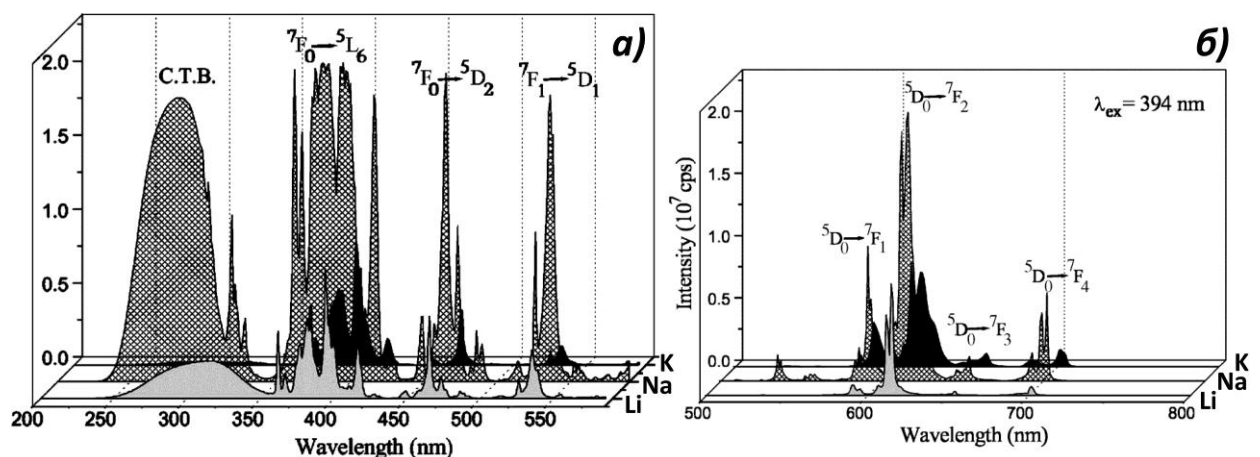 а)
⁷F₀→⁵L₆
C.T.B.
⁷F₀→⁵D₂
⁷F₁→⁵D₁
2.0
1.5
1.0
0.5
0.0
K
Na
Li
200 250 300 350 400 450 500 550
Wavelength (nm)
б)
⁵D₀→⁷F₂
λex= 394 nm
⁵D₀→⁷F₁
⁵D₀→⁷F₄
⁵D₀→⁷F₃
Intensity (10⁷ cps)
2.0
1.5
1.0
0.5
0.0
K
Na
Li
500 600 700 800
Wavelength (nm)